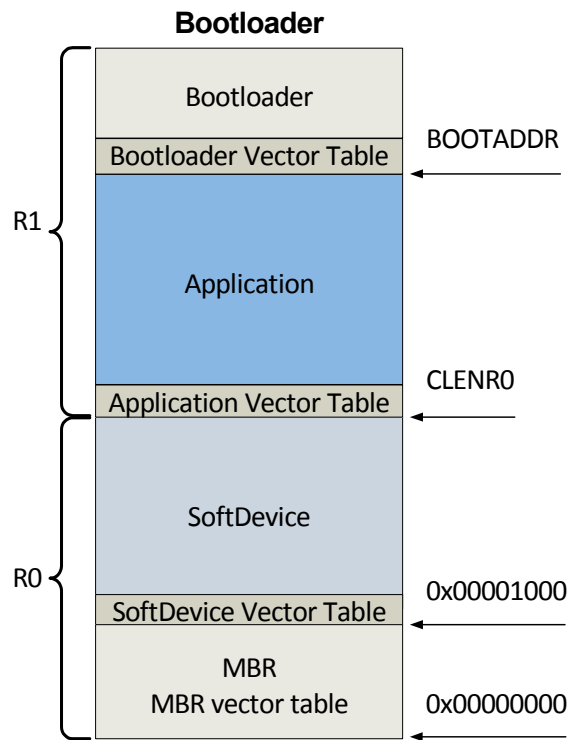 Bootloader
Bootloader
BOOTADDR
Bootloader Vector Table
R1
Application
CLENR0
Application Vector Table
SoftDevice
R0
0x00001000
SoftDevice Vector Table
MBR
MBR vector table
0x00000000